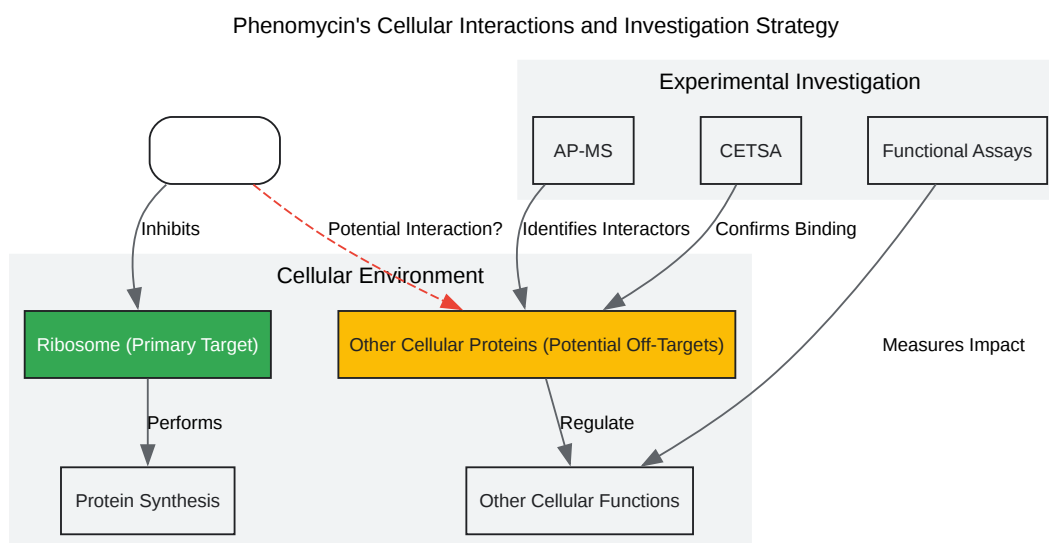 Phenomycin's Cellular Interactions and Investigation Strategy
Experimental Investigation
AP-MS
CETSA
Functional Assays
Inhibits
Potential Interaction?
Identifies Interactors
Confirms Binding
Cellular Environment
Ribosome (Primary Target)
Other Cellular Proteins (Potential Off-Targets)
Measures Impact
Performs
Regulate
Protein Synthesis
Other Cellular Functions